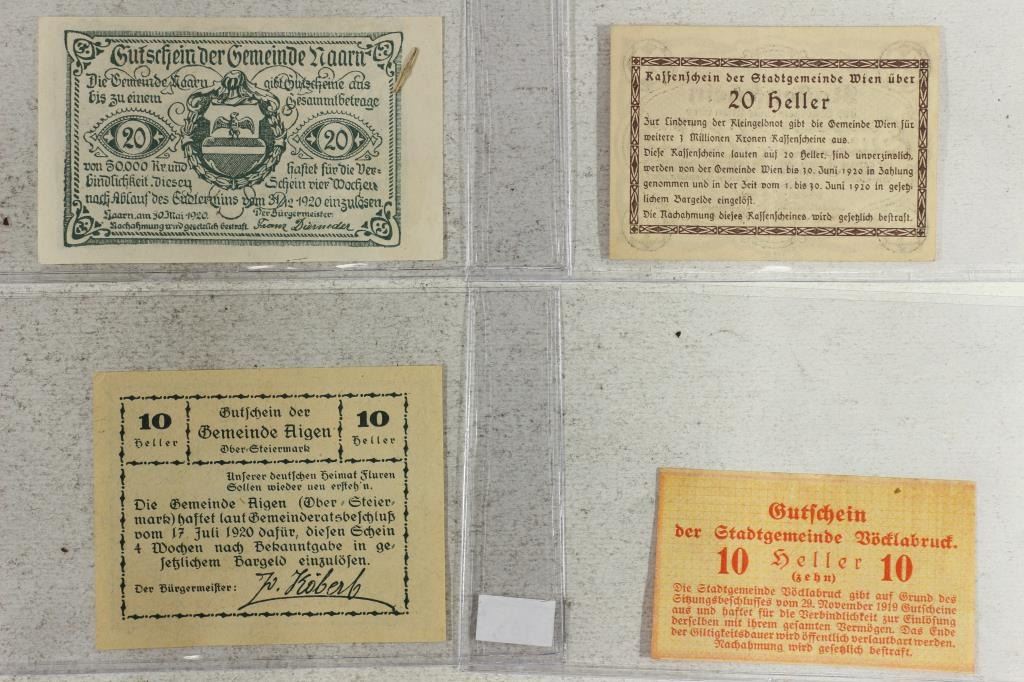 Gutschein der Gemeinde Naarn
Die Gemeinde Naarn gibt Gutscheine aus
bis zu einem Gesammtbetrage
20 20
von 30.000 Kr. und haftet für die Ver-
bindlichkeit, diesen Schein vier Wochen
nach Ablauf des Endtermins vom 31/12 1920 einzulösen.
Naarn, am 30. Mai 1920. Der Bürgermeister:
Nachahmung wird gesetzlich bestraft. Franz Dierneder
Kassenschein der Stadtgemeinde Wien über
20 Heller
Zur Linderung der Kleingeldnot gibt die Gemeinde Wien für
weitere 3 Millionen Kronen Kassenscheine aus.
Diese Kassenscheine lauten auf 20 Heller, sind unverzinslich,
werden von der Gemeinde Wien bis 30. Juni 1920 in Zahlung
genommen und in der Zeit vom 1. bis 30. Juni 1920 in gesetz-
lichem Bargelde eingelöst.
Die Nachahmung dieses Kassenscheines wird gesetzlich bestraft.
10 Gutschein der 10
Heller Gemeinde Aigen Heller
Ober-Steiermark
Unserer deutschen Heimat Fluren
Sollen wieder neu ersteh'n.
Die Gemeinde Aigen (Ober-Steier-
mark) haftet laut Gemeinderatsbeschluß
vom 17. Juli 1920 dafür, diesen Schein
4 Wochen nach Bekanntgabe in ge-
setzlichem Bargeld einzulösen.
Der Bürgermeister: P. Köberl
Gutschein
der Stadtgemeinde Vöcklabruck.
10 Heller 10
(zehn)
Die Stadtgemeinde Vöcklabruck gibt auf Grund des
Sitzungsbeschlusses vom 29. November 1919 Gutscheine
aus und haftet für die Verbindlichkeit zur Einlösung
derselben mit ihrem gesamten Vermögen. Das Ende
der Giltigkeitsdauer wird öffentlich verlautbart werden.
Nachahmung wird gesetzlich bestraft.